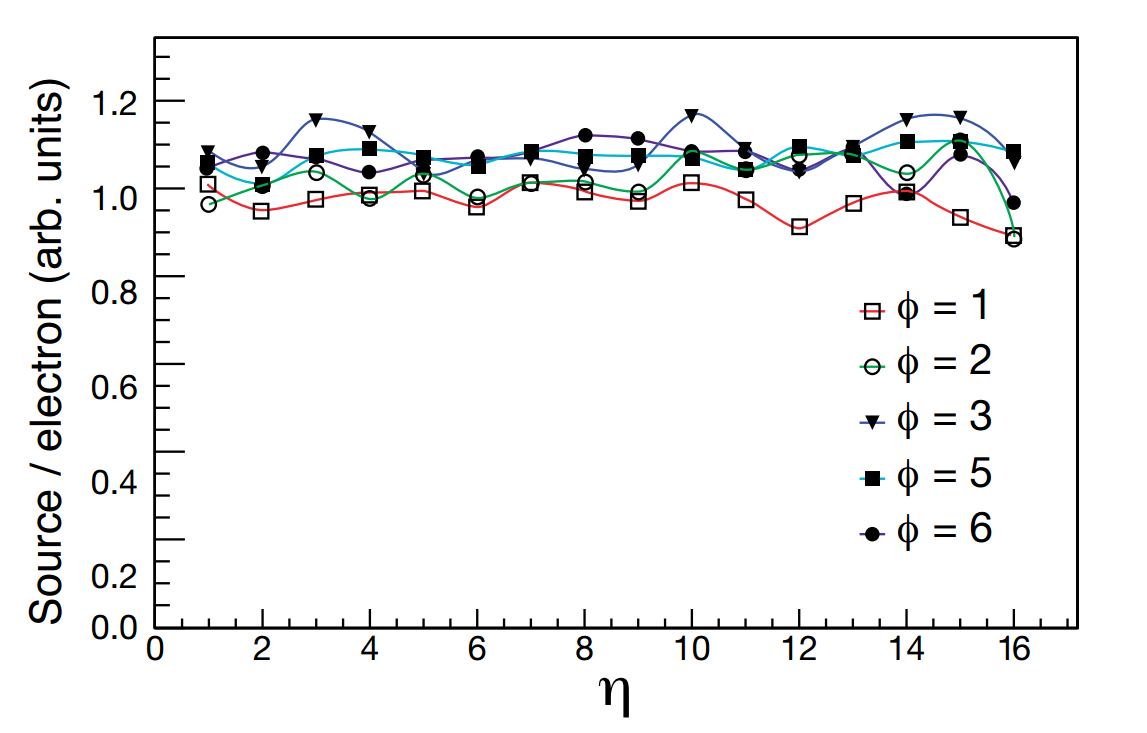 Source / electron (arb. units)
1.2
1.0
0.8
0.6
0.4
0.2
0.0
0 2 4 6 8 10 12 14 16
η
ϕ = 1
ϕ = 2
ϕ = 3
ϕ = 5
ϕ = 6